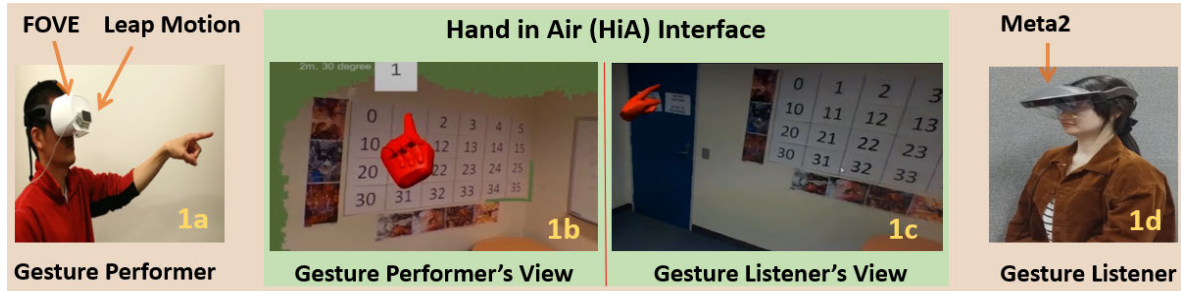 FOVE
Leap Motion
1a
Gesture Performer
Hand in Air (HiA) Interface
2m, 30 degree
1
0 2 3 4 5
10 12 13 14 15
20 22 23 24 25
30 31 32 33 34 35
1b
Gesture Performer's View
0 1 2 3
10 11 12 13
20 21 22 23
30 31 32 33
1c
Gesture Listener's View
Meta2
1d
Gesture Listener